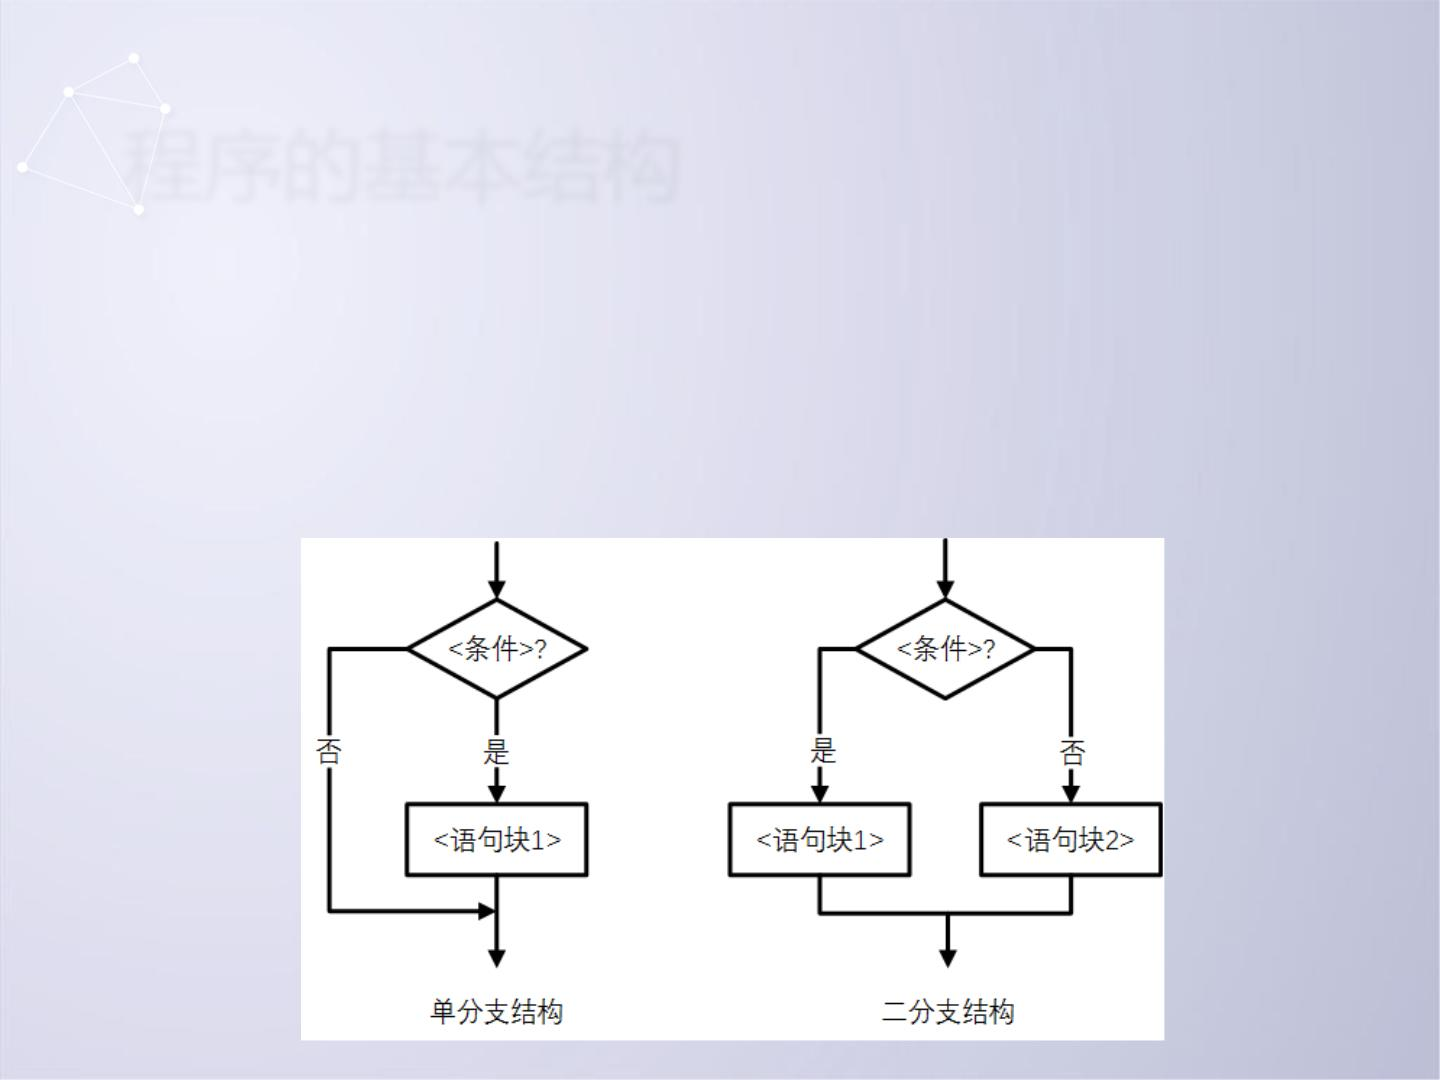 程序的基本结构
<条件>?
<条件>?
否
是
是
否
<语句块1>
<语句块1>
<语句块2>
单分支结构
二分支结构